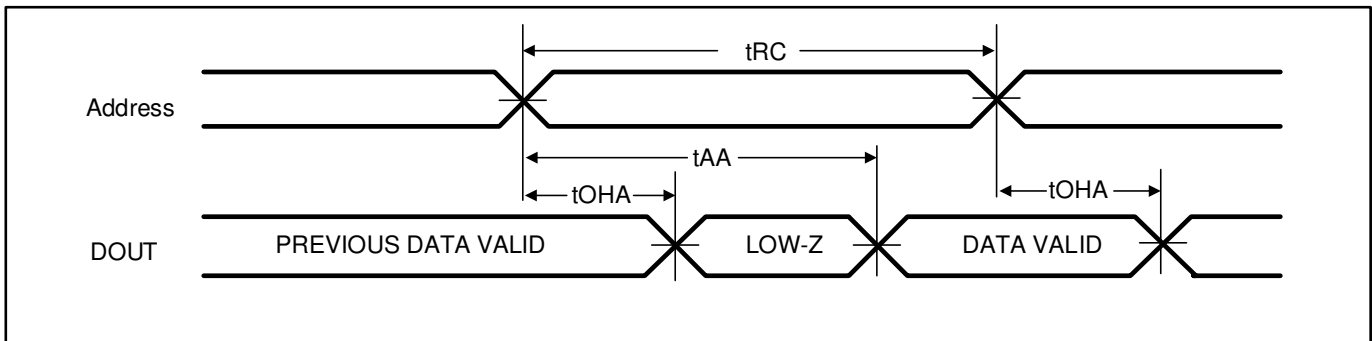 tRC
Address
tAA
tOHA
tOHA
DOUT
PREVIOUS DATA VALID
LOW-Z
DATA VALID